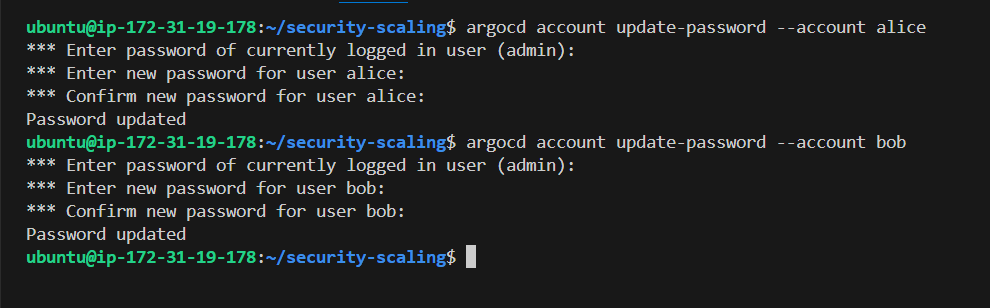 ubuntu@ip-172-31-19-178:~/security-scaling$ argocd account update-password --account alice
*** Enter password of currently logged in user (admin):
*** Enter new password for user alice:
*** Confirm new password for user alice:
Password updated
ubuntu@ip-172-31-19-178:~/security-scaling$ argocd account update-password --account bob
*** Enter password of currently logged in user (admin):
*** Enter new password for user bob:
*** Confirm new password for user bob:
Password updated
ubuntu@ip-172-31-19-178:~/security-scaling$